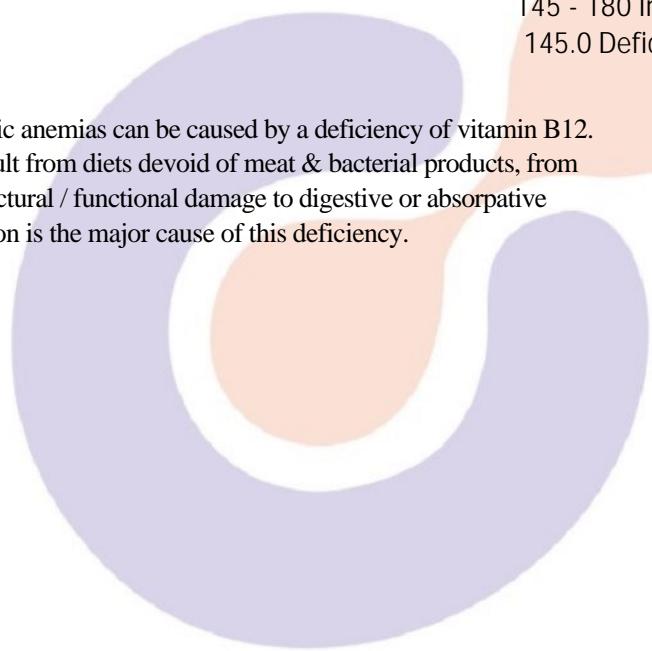 145 - 180 In
145.0 Defic
ic anemias can be caused by a deficiency of vitamin B12.
ult from diets devoid of meat & bacterial products, from
ctural / functional damage to digestive or absorpative
on is the major cause of this deficiency.